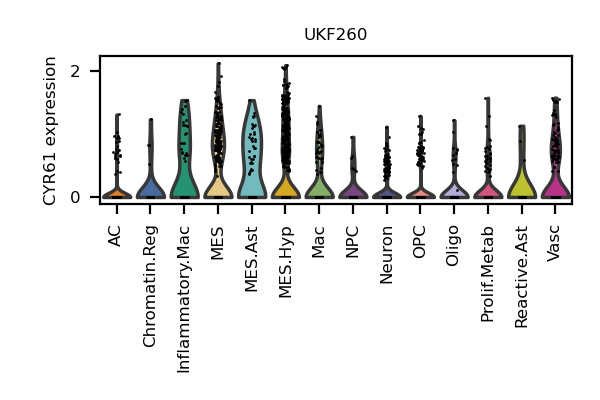 UKF260
CYR61 expression
2
0
AC
Chromatin.Reg
Inflammatory.Mac
MES
MES.Ast
MES.Hyp
Mac
NPC
Neuron
OPC
Oligo
Prolif.Metab
Reactive.Ast
Vasc